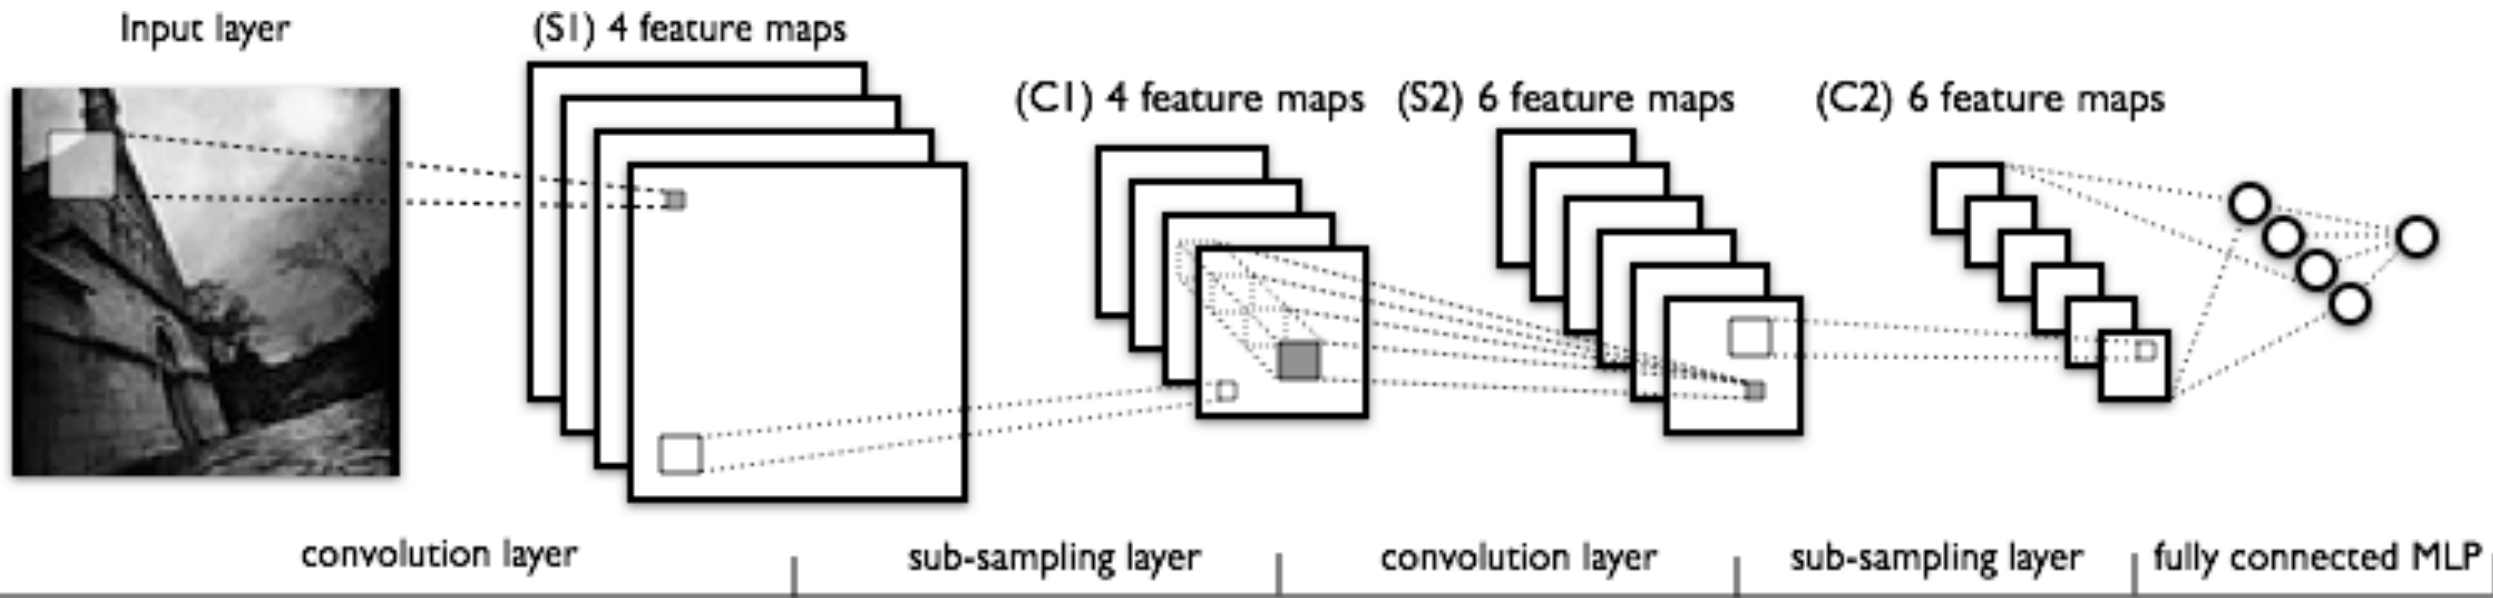 Input layer
(S1) 4 feature maps
(C1) 4 feature maps
(S2) 6 feature maps
(C2) 6 feature maps
convolution layer
sub-sampling layer
convolution layer
sub-sampling layer
fully connected MLP